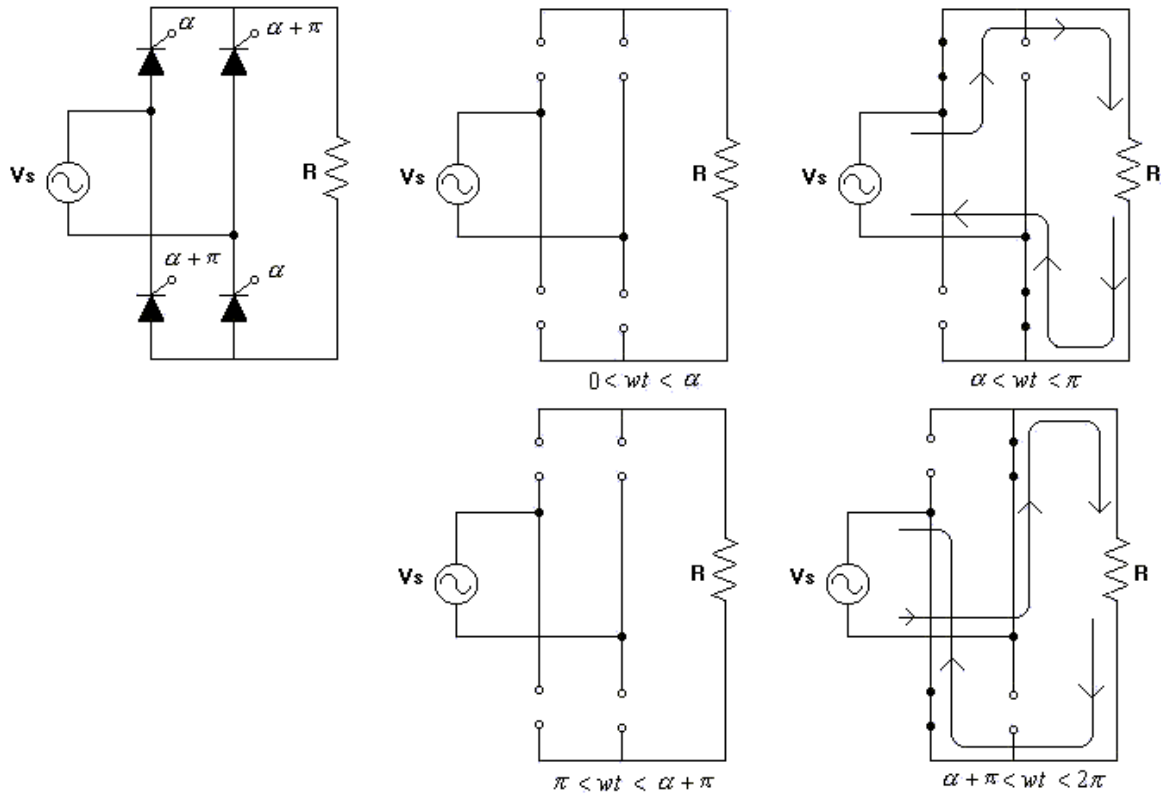 α
α + π
Vs
R
α + π
α
Vs
R
0 < wt < α
Vs
R
α < wt < π
Vs
R
π < wt < α + π
Vs
R
α + π < wt < 2π